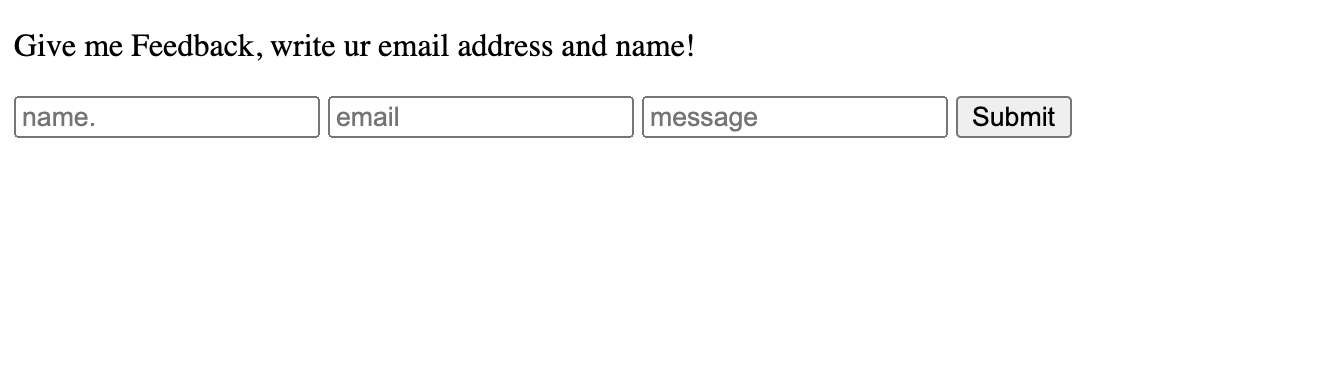 Give me Feedback, write ur email address and name!
name. email message Submit